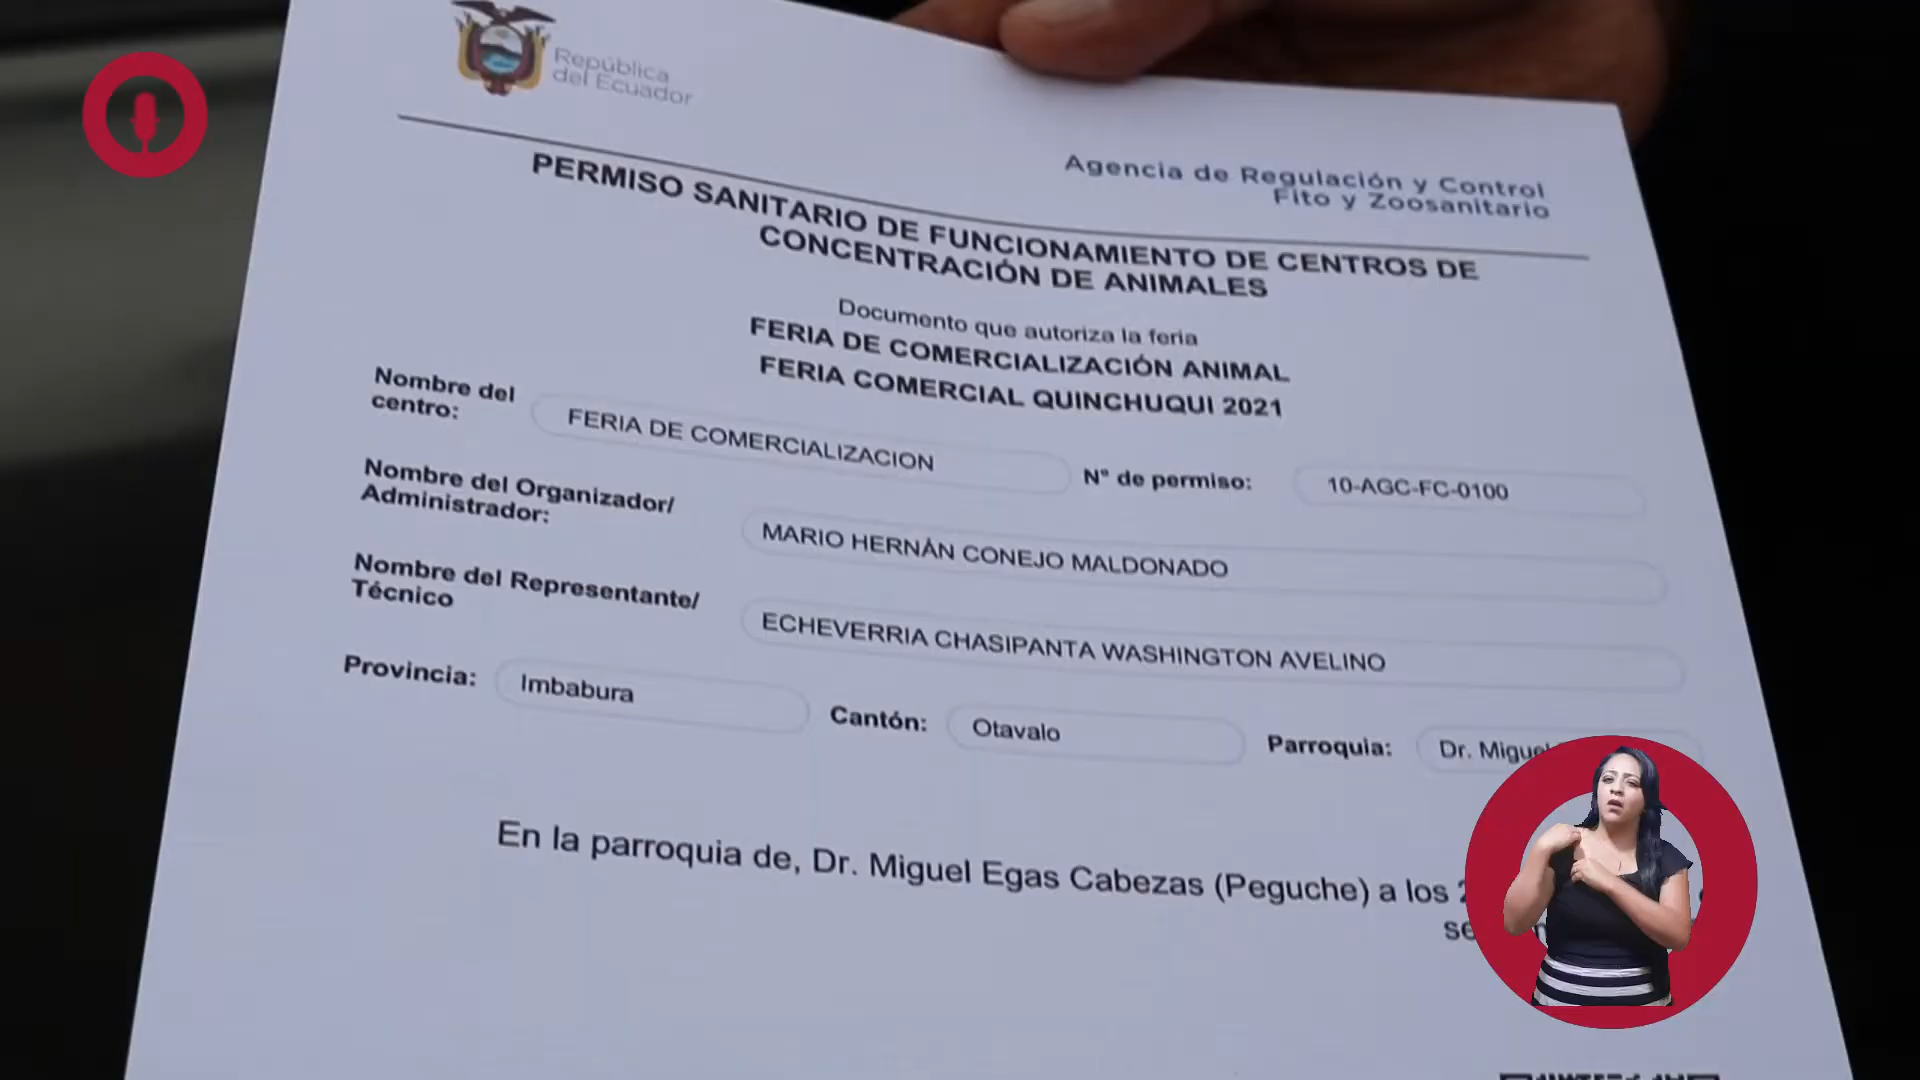 República
del Ecuador
Agencia de Regulación y Control
Fito y Zoosanitario
PERMISO SANITARIO DE FUNCIONAMIENTO DE CENTROS DE
CONCENTRACIÓN DE ANIMALES
Documento que autoriza la feria
FERIA DE COMERCIALIZACIÓN ANIMAL
FERIA COMERCIAL QUINCHUQUI 2021
Nombre del
centro:
FERIA DE COMERCIALIZACION
N° de permiso:
10-AGC-FC-0100
Nombre del Organizador/
Administrador:
MARIO HERNÁN CONEJO MALDONADO
Nombre del Representante/
Técnico
ECHEVERRIA CHASIPANTA WASHINGTON AVELINO
Provincia:
Imbabura
Cantón:
Otavalo
Parroquia:
Dr. Miguel
En la parroquia de, Dr. Miguel Egas Cabezas (Peguche) a los